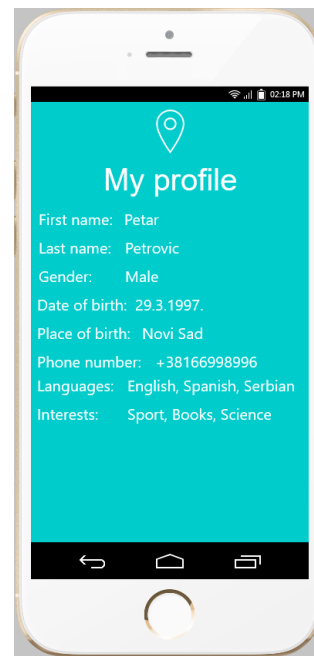 02:18 PM
My profile
First name: Petar
Last name: Petrovic
Gender: Male
Date of birth: 29.3.1997.
Place of birth: Novi Sad
Phone number: +38166998996
Languages: English, Spanish, Serbian
Interests: Sport, Books, Science